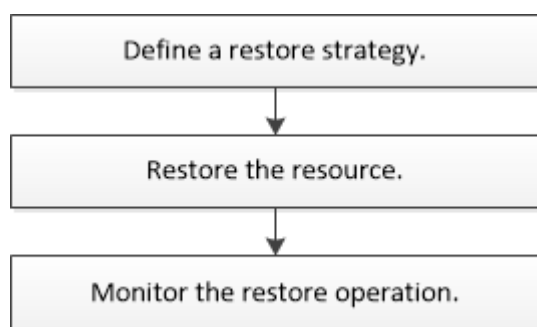 Define a restore strategy.
Restore the resource.
Monitor the restore operation.